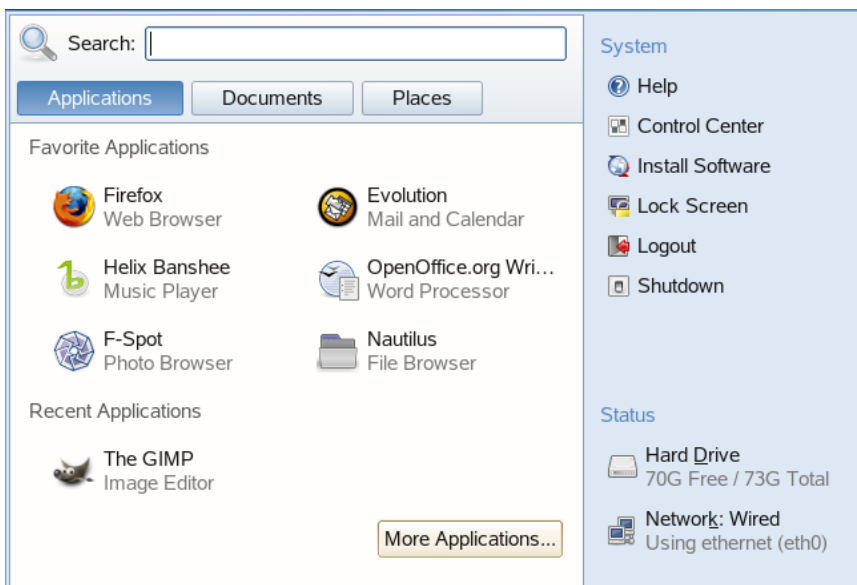 Search:
Applications
Documents
Places
Favorite Applications
Firefox
Web Browser
Evolution
Mail and Calendar
Helix Banshee
Music Player
OpenOffice.org Wri...
Word Processor
F-Spot
Photo Browser
Nautilus
File Browser
Recent Applications
The GIMP
Image Editor
More Applications...
System
Help
Control Center
Install Software
Lock Screen
Logout
Shutdown
Status
Hard Drive
70G Free / 73G Total
Network: Wired
Using ethernet (eth0)